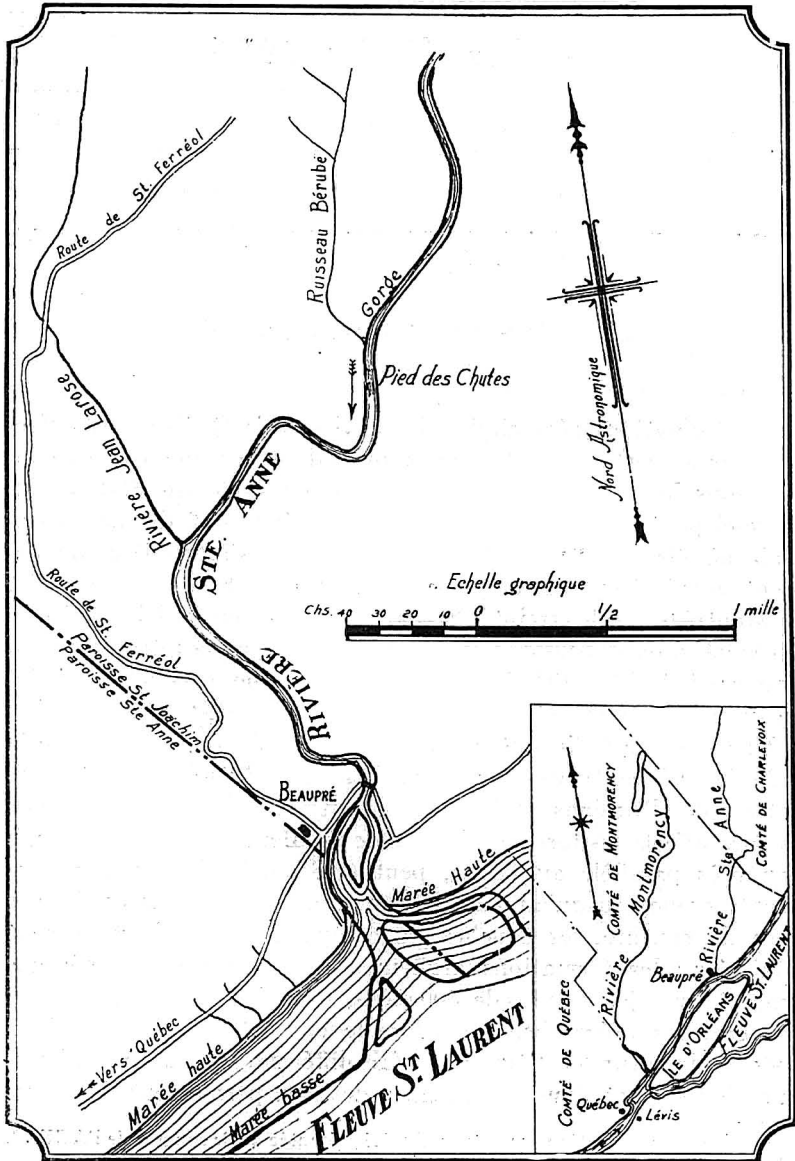 Route de St. Ferréol
Ruisseau Bérubé
Gorge
Pied des Chutes
Nord Astronomique
Rivière Jean Larose
STE. ANNE
RIVIÈRE
Echelle graphique
Chs. 40 30 20 10 0 1/2 1 mille
Route de St. Ferréol
Paroisse St Joachim
Paroisse Ste Anne
BEAUPRÉ
Marée Haute
Vers Québec
Marée haute
Marée basse
FLEUVE ST. LAURENT
COMTÉ DE MONTMORENCY
Rivière Montmorency
Rivière Ste Anne
COMTÉ DE CHARLEVOIX
Beaupré
COMTÉ DE QUÉBEC
ILE D'ORLÉANS
FLEUVE ST. LAURENT
Québec
Lévis